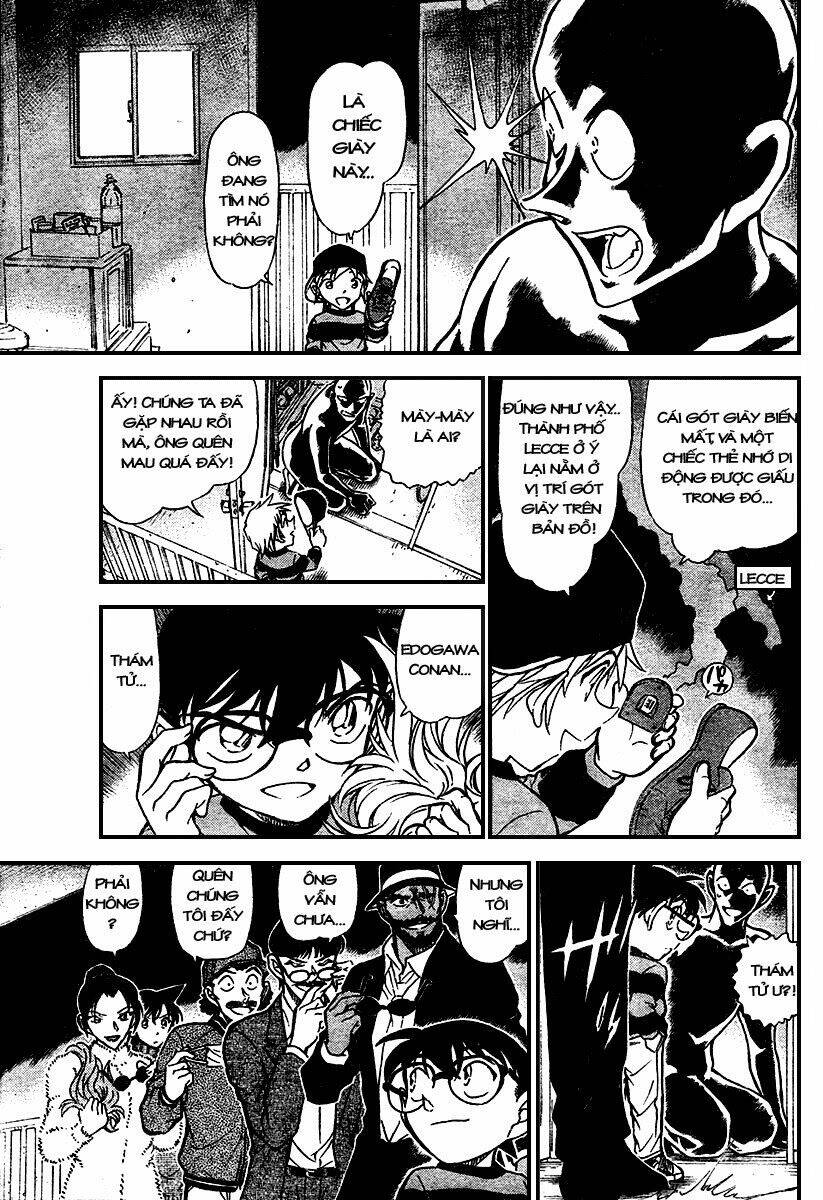 LÀ
CHIẾC
GIÀY
NÀY...
ÔNG
ĐANG
TÌM NÓ
PHẢI
KHÔNG?
CÁI GÓT GIÀY BIẾN
MẤT, VÀ MỘT
CHIẾC THẺ NHỚ DI
ĐỘNG ĐƯỢC GIẤU
TRONG ĐÓ...
ĐÚNG NHƯ VẬY...
THÀNH PHỐ
LECCE Ở Ý
LẠI NẰM Ở
VỊ TRÍ GÓT
GIÀY TRÊN
BẢN ĐỒ!
LECCE
MÀY-MÀY
LÀ AI?
ẤY! CHÚNG TA ĐÃ
GẶP NHAU RỒI
MÀ, ÔNG QUÊN
MAU QUÁ ĐẤY!
EDOGAWA
CONAN...
THÁM
TỬ...
THÁM
TỬ Ư?!
NHƯNG
TÔI
NGHĨ...
ÔNG
VẪN
CHƯA...
QUÊN
CHÚNG
TÔI ĐẤY
CHỨ?
PHẢI
KHÔNG
?